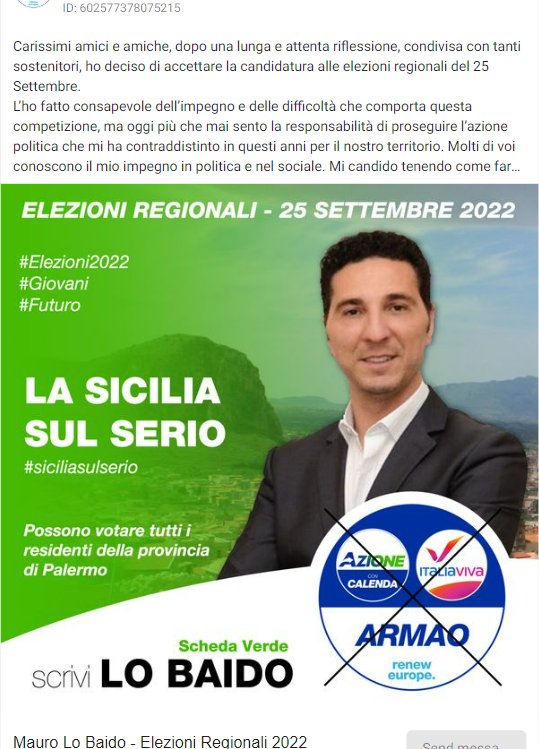 ID: 602577378075215
Carissimi amici e amiche, dopo una lunga e attenta riflessione, condivisa con tanti
sostenitori, ho deciso di accettare la candidatura alle elezioni regionali del 25
Settembre.
L'ho fatto consapevole dell'impegno e delle difficoltà che comporta questa
competizione, ma oggi più che mai sento la responsabilità di proseguire l'azione
politica che mi ha contraddistinto in questi anni per il nostro territorio. Molti di voi
conoscono il mio impegno in politica e nel sociale. Mi candido tenendo come far...
ELEZIONI REGIONALI - 25 SETTEMBRE 2022
#Elezioni2022
#Giovani
#Futuro
LA SICILIA
SUL SERIO
#siciliasulserio
Possono votare tutti i
residenti della provincia
di Palermo
AZIONE
CON
CALENDA
ITALIAVIVA
ARMAO
renew
europe.
Scheda Verde
scrivi LO BAIDO
Mauro Lo Baido - Elezioni Regionali 2022
Send messa